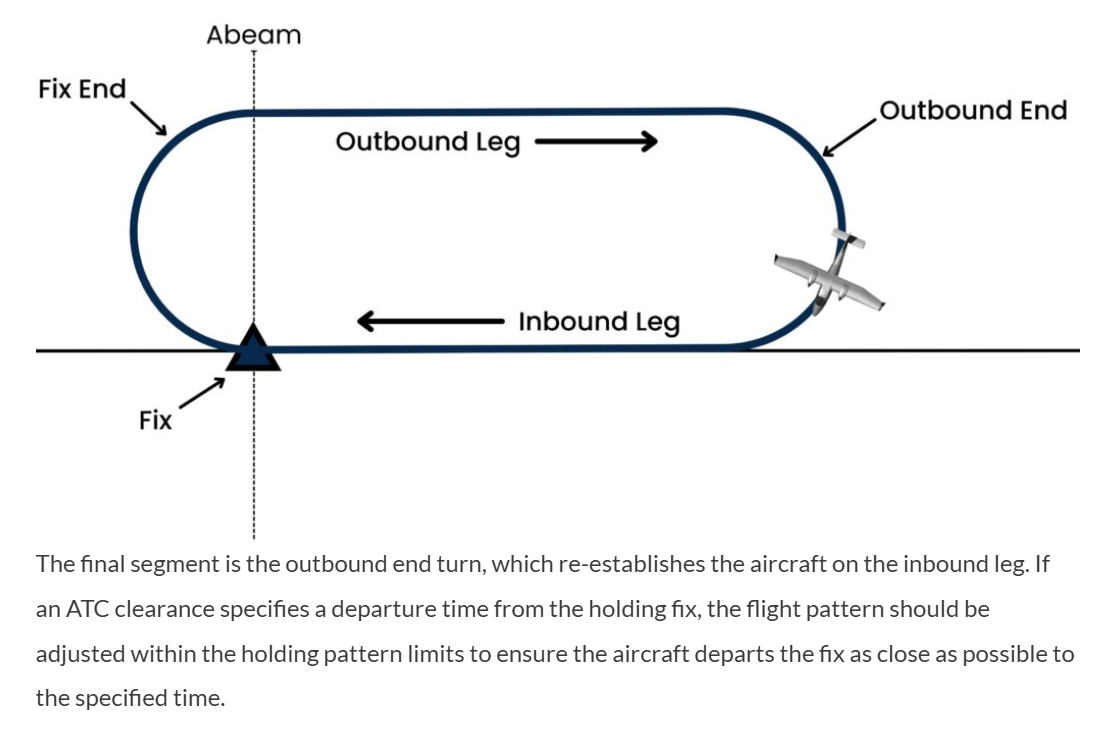 Abeam
Fix End
Outbound End
Outbound Leg
Inbound Leg
Fix
The final segment is the outbound end turn, which re-establishes the aircraft on the inbound leg. If
an ATC clearance specifies a departure time from the holding fix, the flight pattern should be
adjusted within the holding pattern limits to ensure the aircraft departs the fix as close as possible to
the specified time.